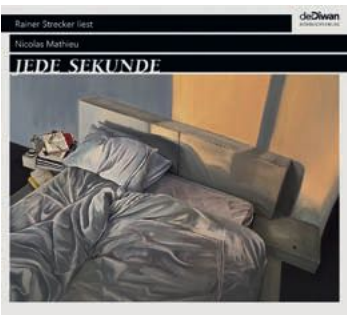 Rainer Strecker liest
deDiwan
Nicolas Mathieu
JEDE SEKUNDE